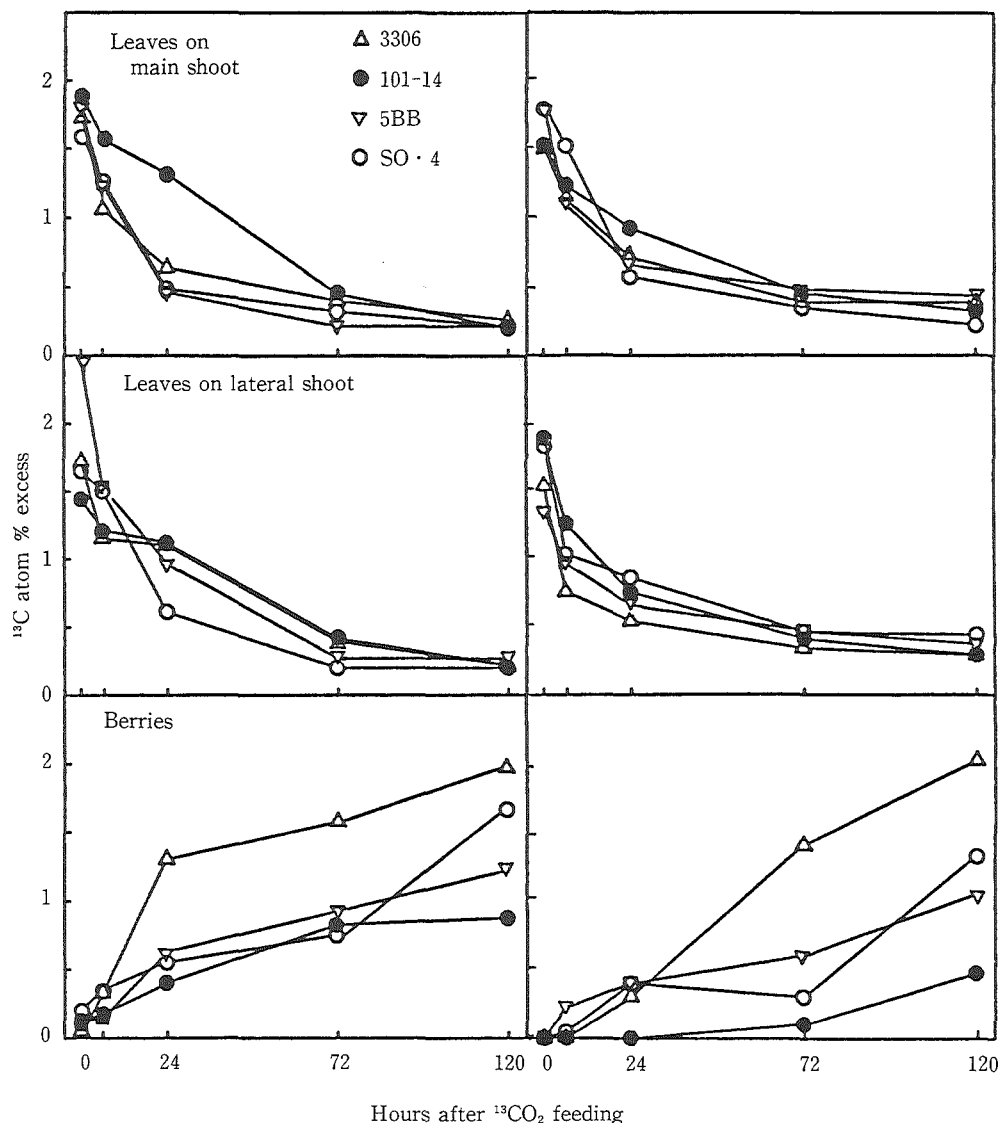 Leaves on
main shoot
△ 3306
● 101-14
▽ 5BB
○ SO · 4
2
1
0
Leaves on lateral shoot
2
1
0
¹³C atom % excess
Berries
2
1
0
0 24 72 120 0 24 72 120
Hours after ¹³CO₂ feeding